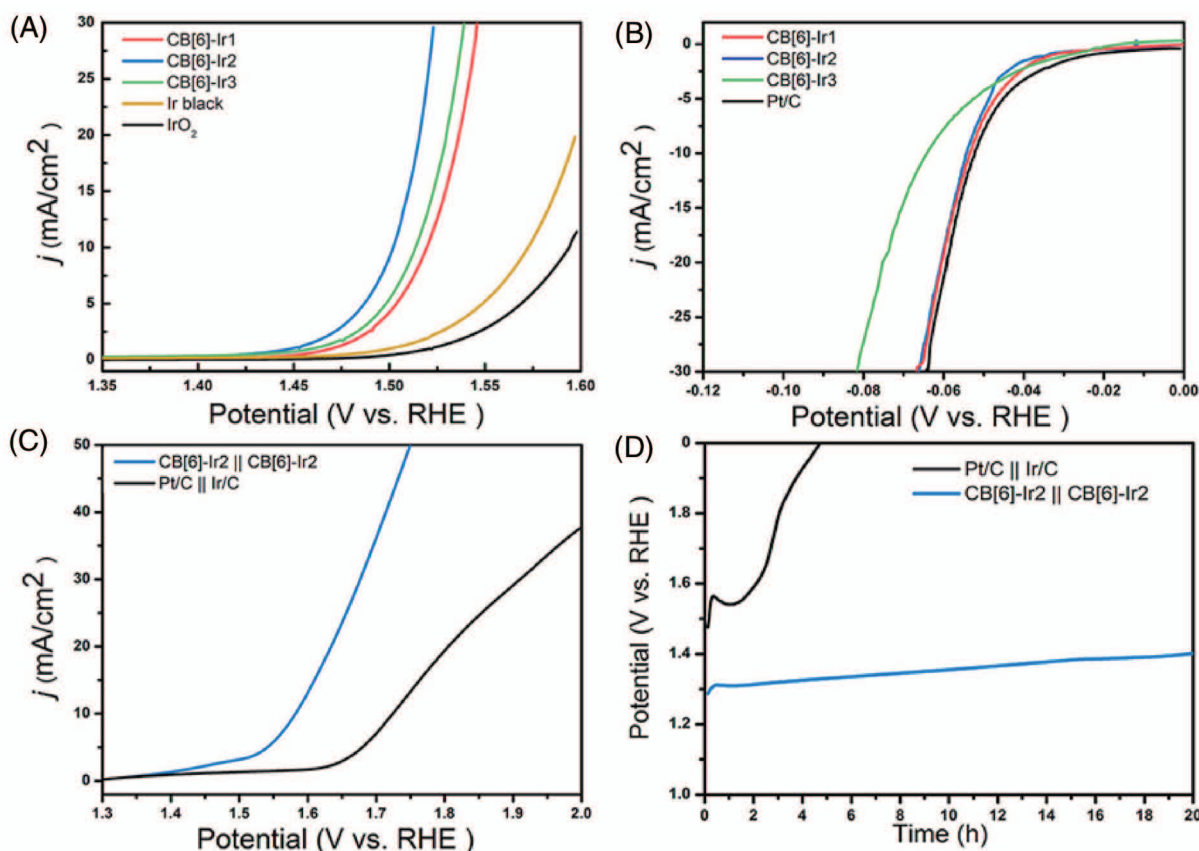 (A)
30
25
20
15
10
5
0
j (mA/cm2)
CB[6]-Ir1
CB[6]-Ir2
CB[6]-Ir3
Ir black
IrO2
1.35 1.40 1.45 1.50 1.55 1.60
Potential (V vs. RHE )
(B)
0
-5
-10
-15
-20
-25
-30
j (mA/cm2)
CB[6]-Ir1
CB[6]-Ir2
CB[6]-Ir3
Pt/C
-0.12 -0.10 -0.08 -0.06 -0.04 -0.02 0.00
Potential (V vs. RHE )
(C)
50
40
30
20
10
0
j (mA/cm2)
CB[6]-Ir2 || CB[6]-Ir2
Pt/C || Ir/C
1.3 1.4 1.5 1.6 1.7 1.8 1.9 2.0
Potential (V vs. RHE )
(D)
0
1.8
1.6
1.4
1.2
1.0
Potential (V vs. RHE )
Pt/C || Ir/C
CB[6]-Ir2 || CB[6]-Ir2
0 2 4 6 8 10 12 14 16 18 20
Time (h)